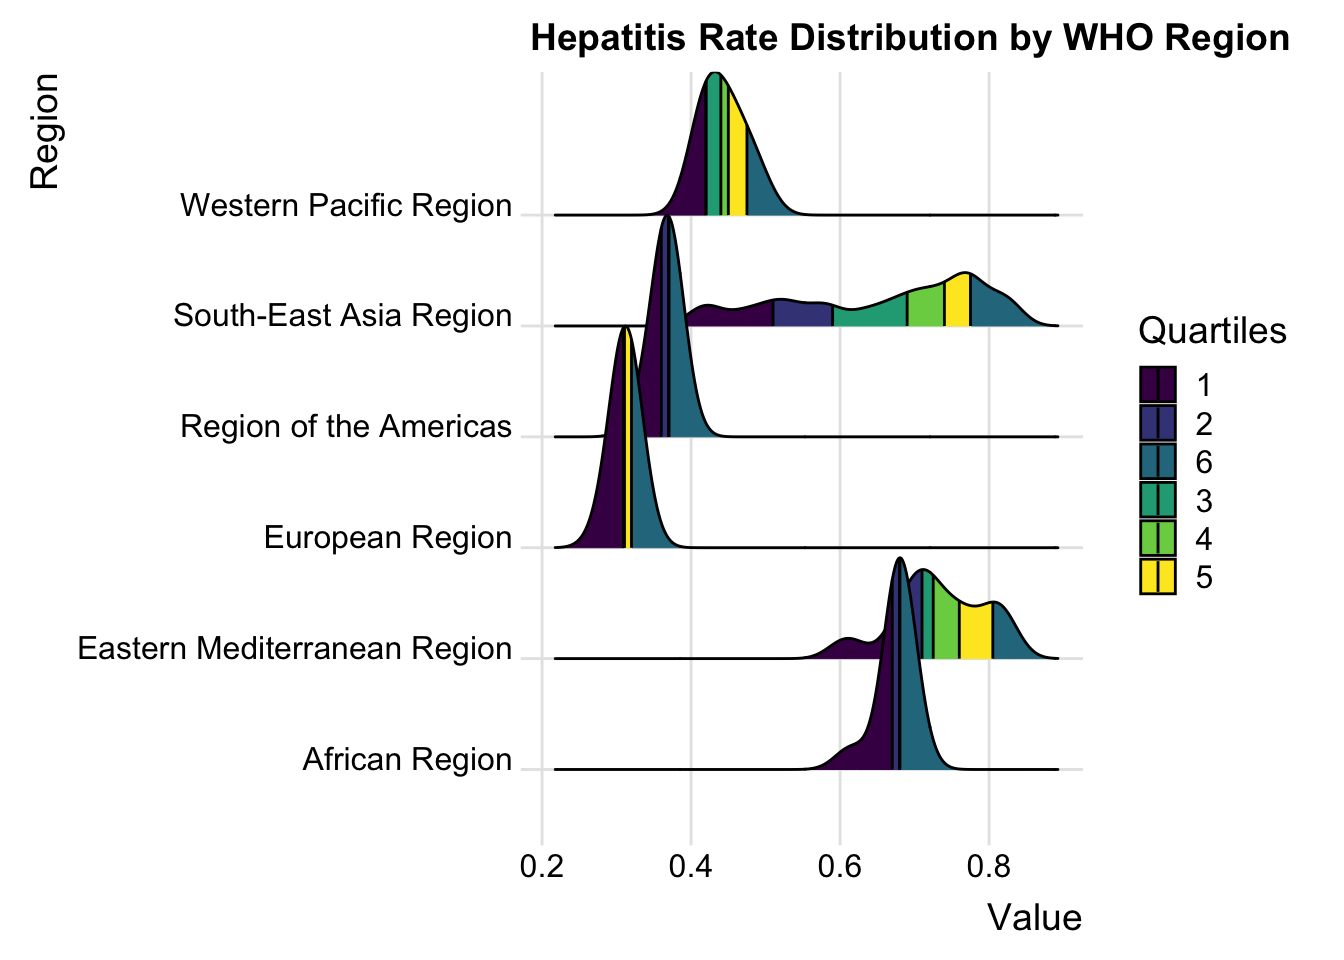 Hepatitis Rate Distribution by WHO Region
Region
Western Pacific Region
South-East Asia Region
Region of the Americas
European Region
Eastern Mediterranean Region
African Region
0.2 0.4 0.6 0.8
Value
Quartiles
1
2
6
3
4
5